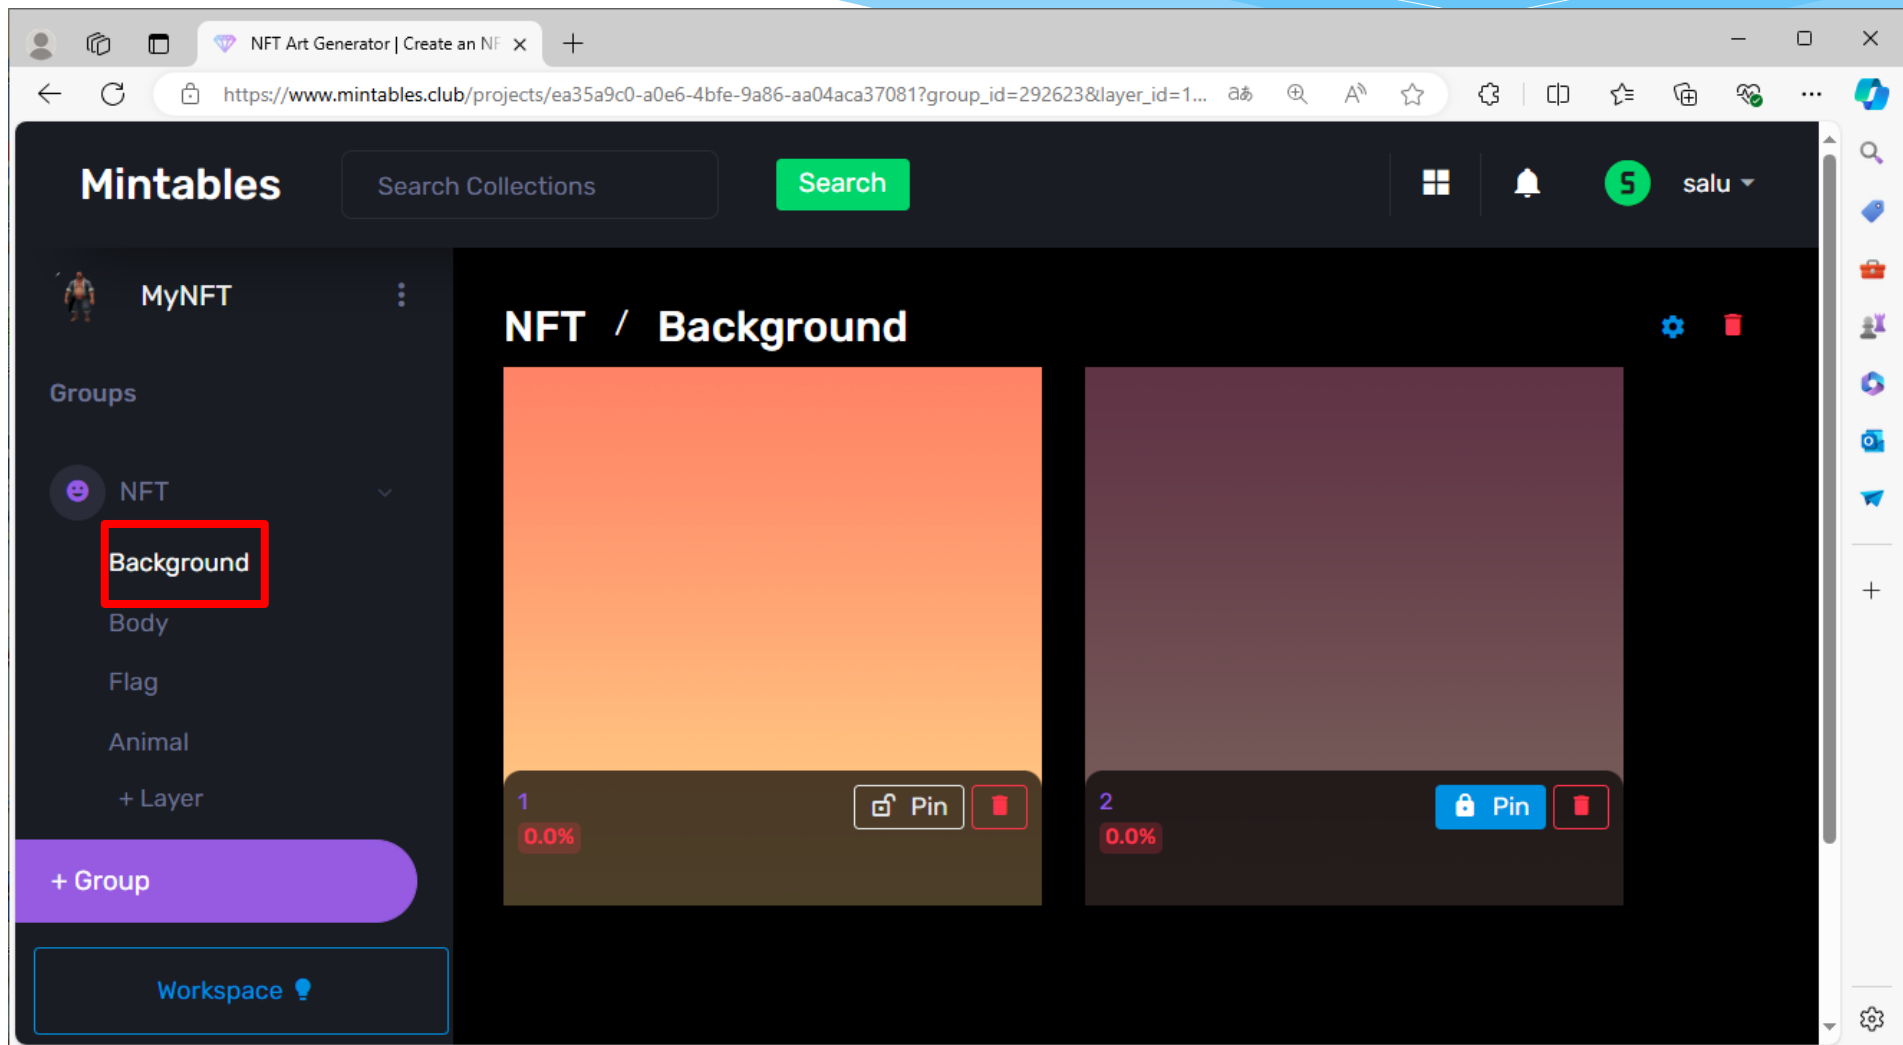 NFT Art Generator | Create an NF
https://www.mintables.club/projects/ea35a9c0-a0e6-4bfe-9a86-aa04aca37081?group_id=292623&layer_id=1...
aあ
A
Mintables
Search Collections
Search
S
salu
MyNFT
NFT / Background
Groups
NFT
Background
Body
Flag
Animal
+ Layer
+ Group
Workspace
1
Pin
0.0%
2
Pin
0.0%